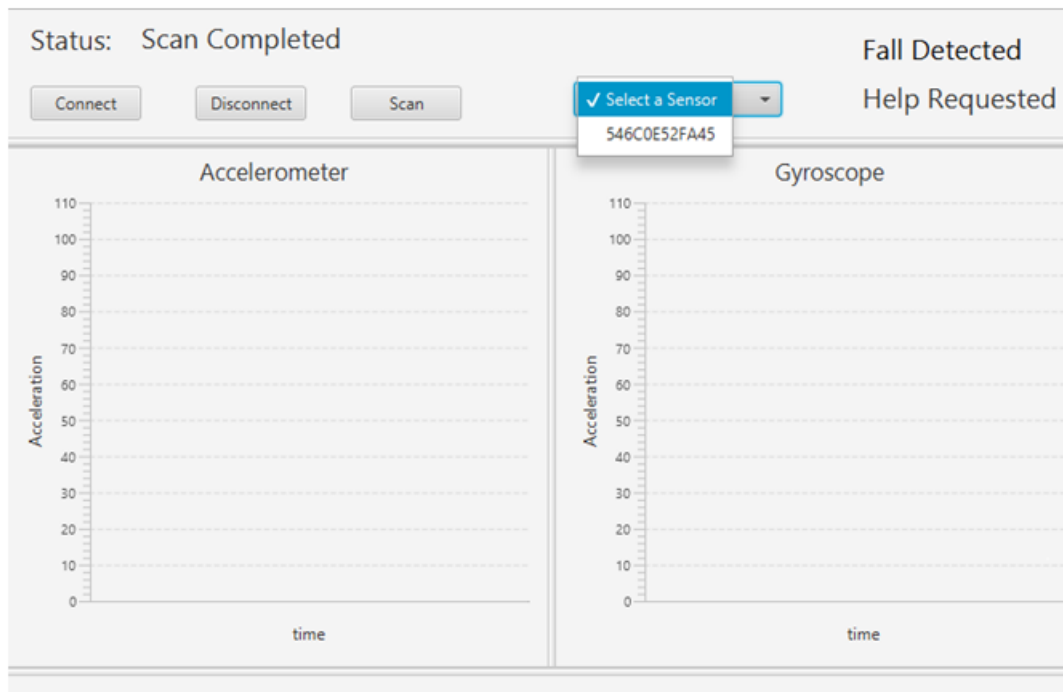 Status: Scan Completed
Fall Detected
Connect Disconnect Scan
✓ Select a Sensor
Help Requested
546C0E52FA45
Accelerometer
110
100
90
80
70
60
50
40
30
20
10
0
Acceleration
time
Gyroscope
110
100
90
80
70
60
50
40
30
20
10
0
Acceleration
time